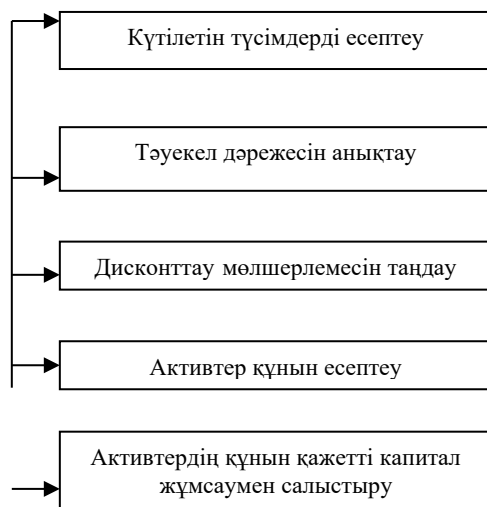 Күтілетін түсімдерді есептеу
Тәуекел дәрежесін анықтау
Дисконттау мөлшерлемесін таңдау
Активтер құнын есептеу
Активтердің құнын қажетті капитал
жұмсаумен салыстыру